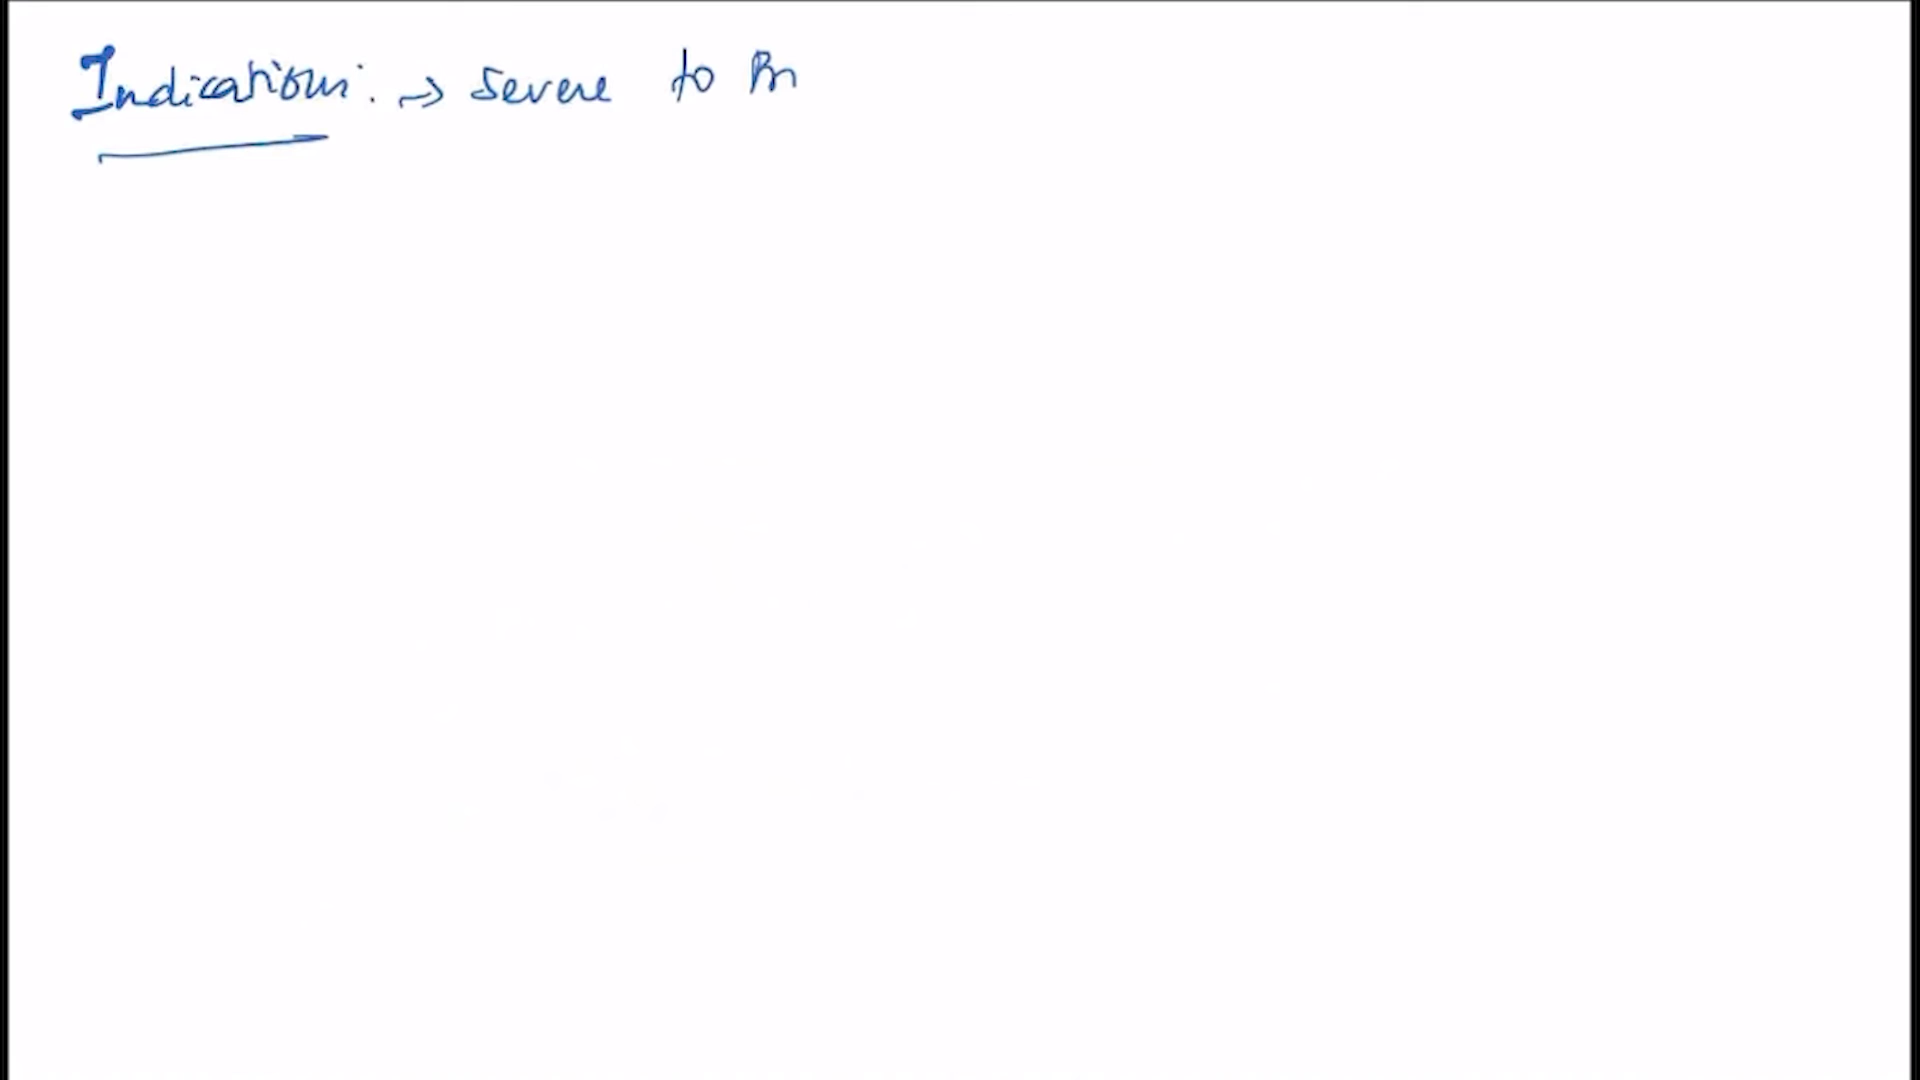 Indications: → severe to